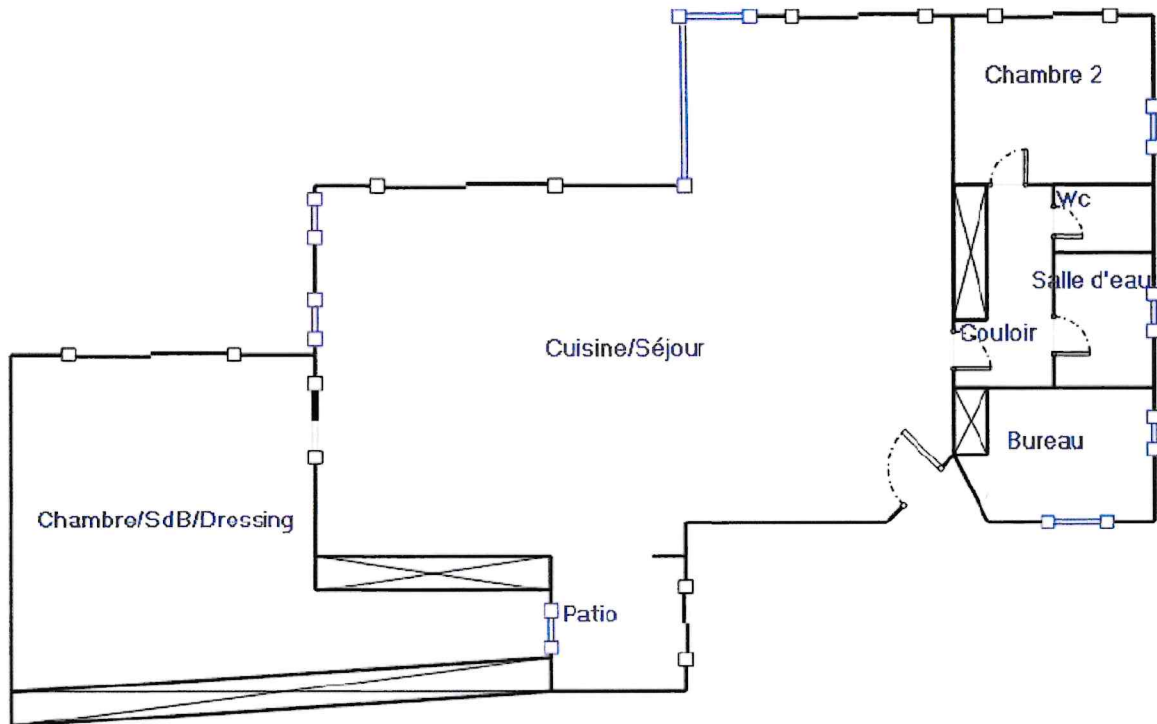 Chambre 2
Wc
Salle d'eau
Couloir
Cuisine/Séjour
Bureau
Chambre/SdB/Dressing
Patio